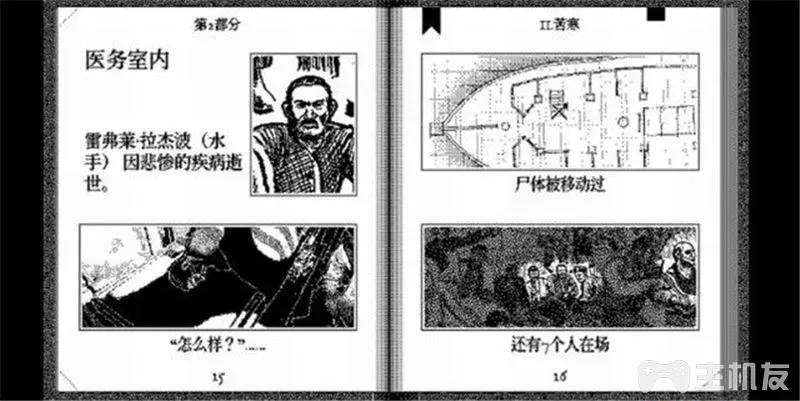 第2部分
医务室内
雷弗莱·拉杰波（水
手）因悲惨的疾病逝
世。
“怎么样？”……
15
II.苦寒
尸体被移动过
还有7个人在场
16
主机友